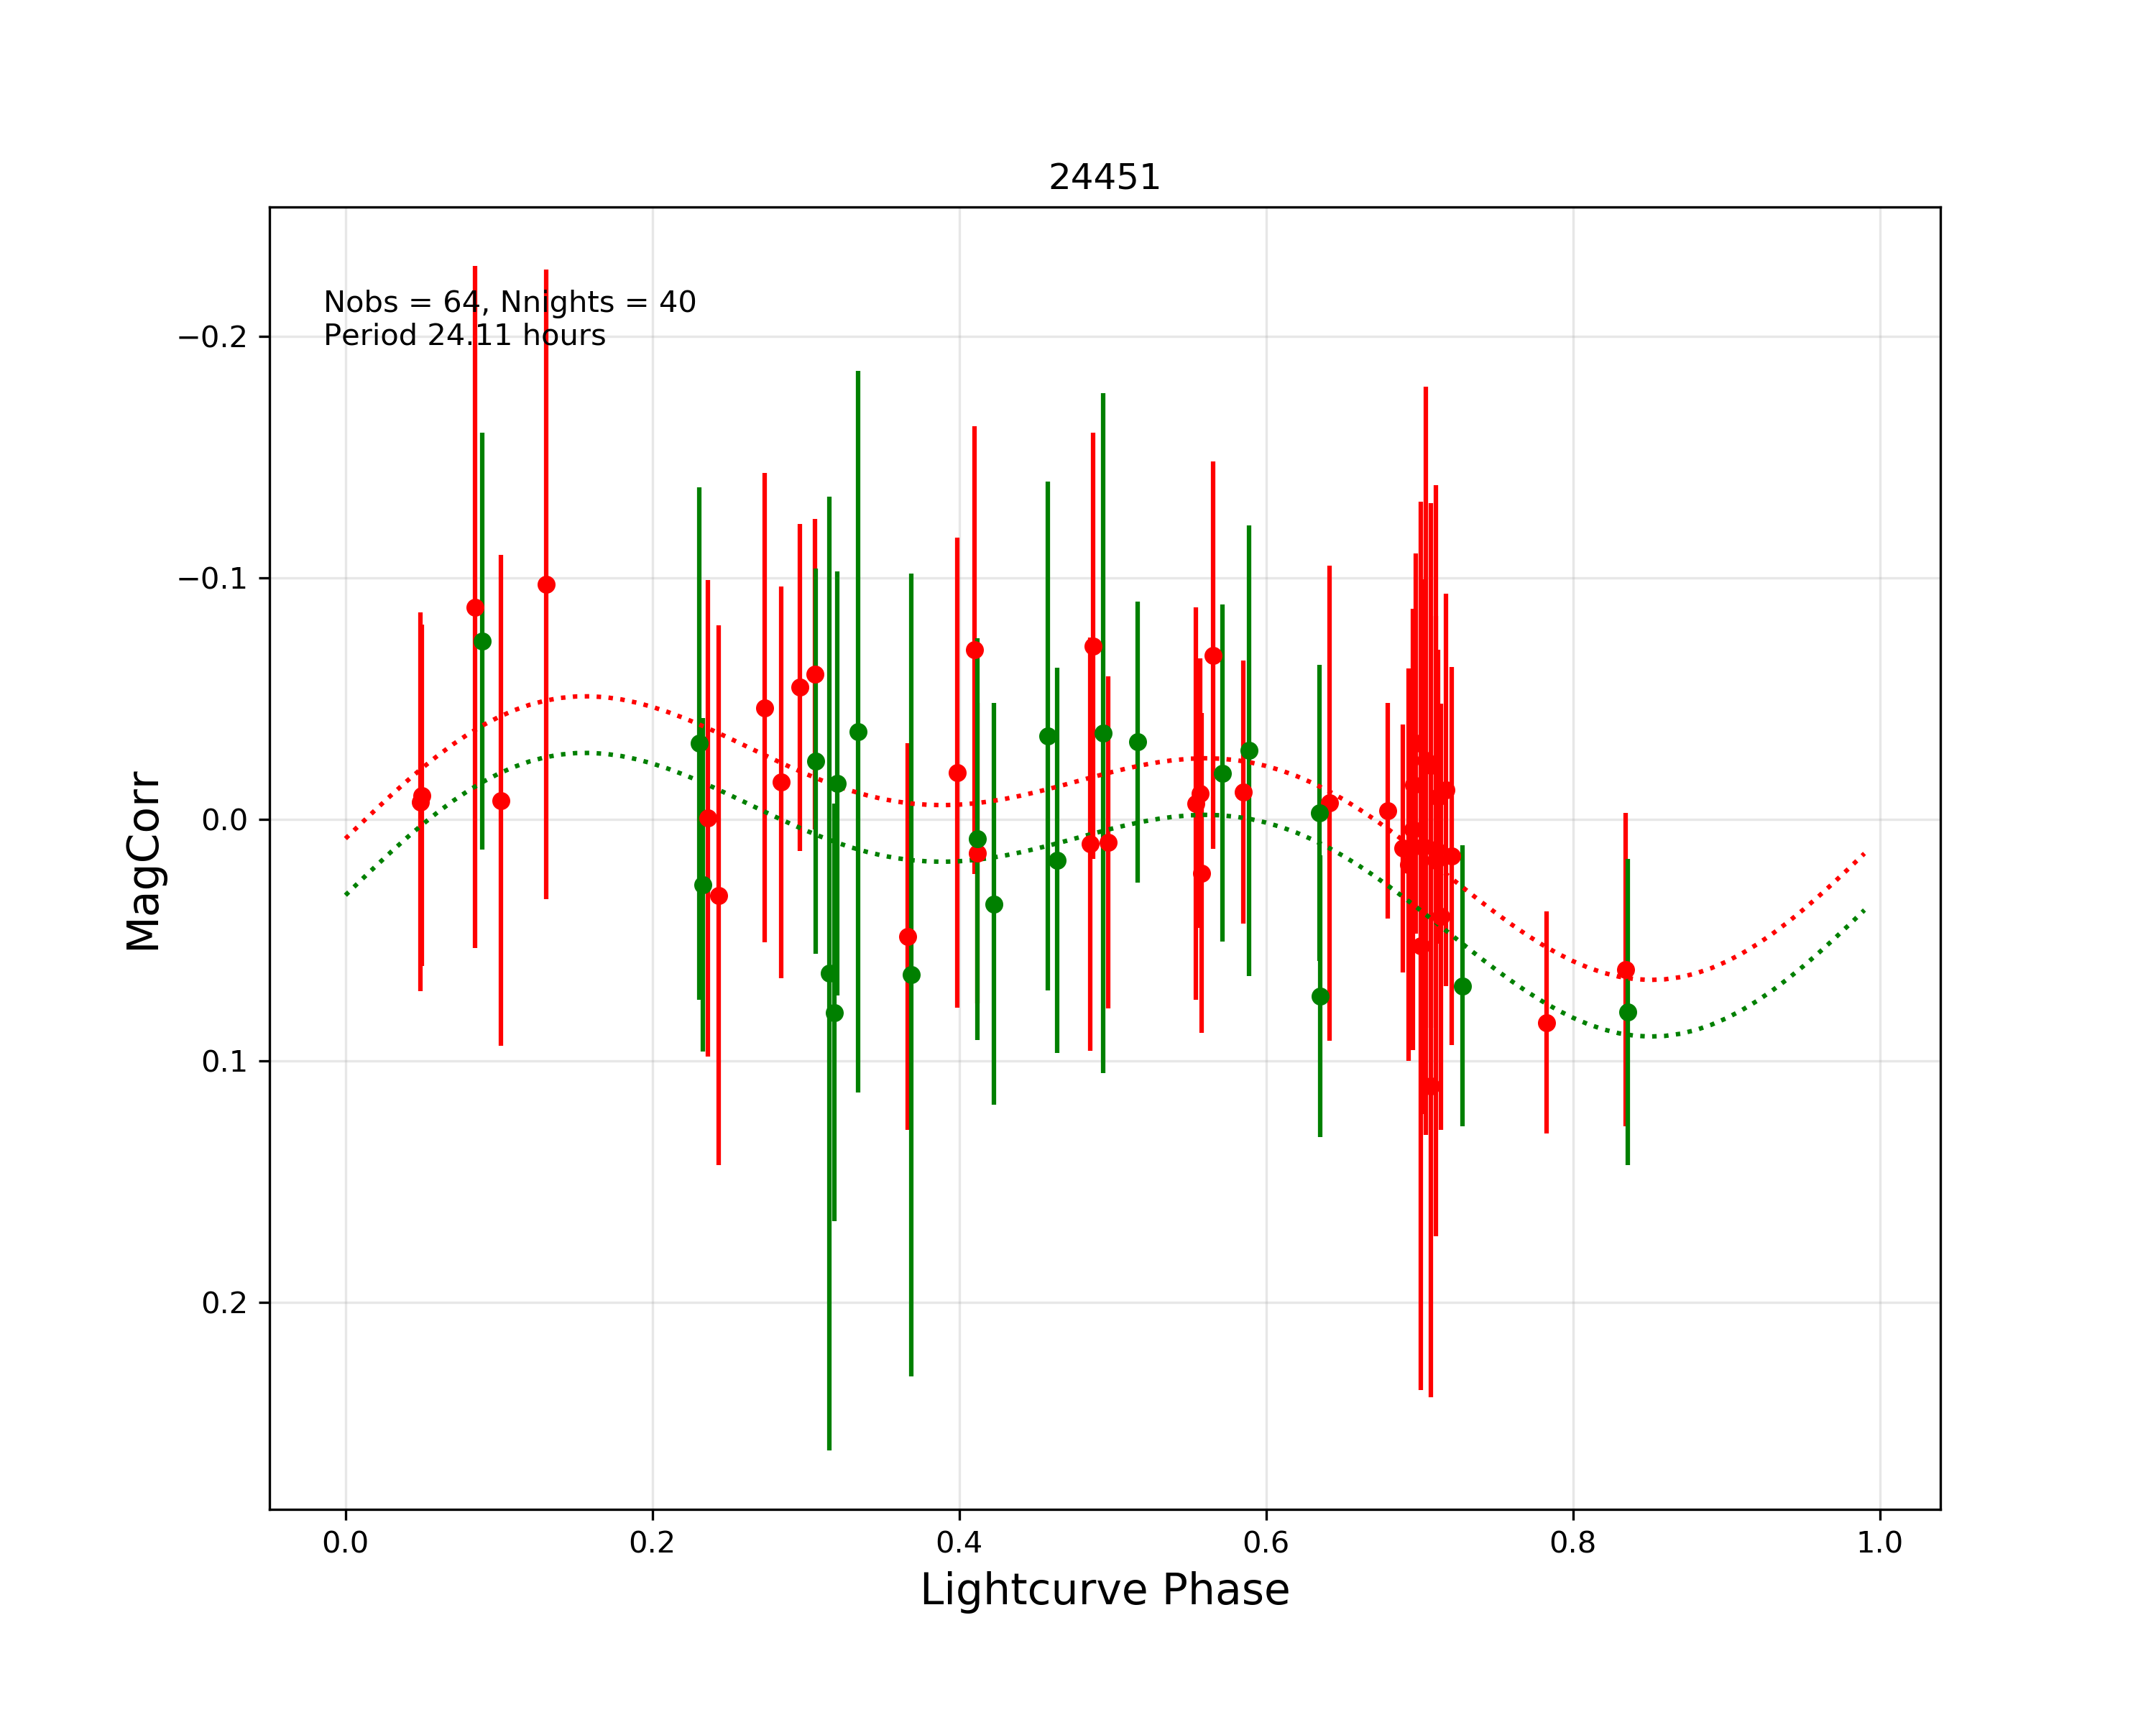 24451
Nobs = 64, Nnights = 40
Period 24.11 hours
−0.2
−0.1
0.0
0.1
0.2
MagCorr
0.0 0.2 0.4 0.6 0.8 1.0
Lightcurve Phase